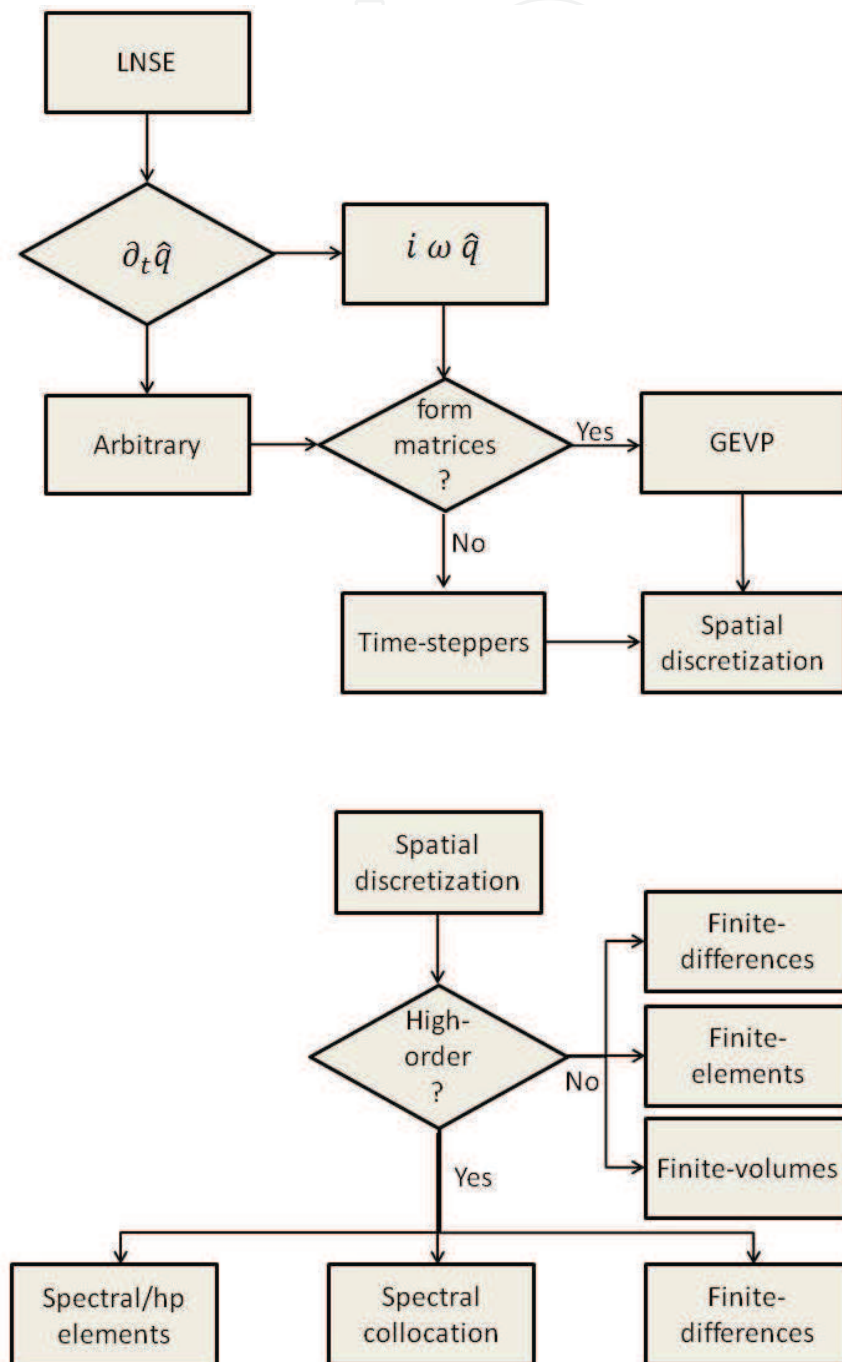 LNSE
∂ₜq̂
i ω q̂
Arbitrary
form
matrices
?
Yes
GEVP
No
Time-steppers
Spatial
discretization
Spatial
discretization
High-
order
?
No
Finite-
differences
Finite-
elements
Finite-volumes
Yes
Spectral/hp
elements
Spectral
collocation
Finite-
differences